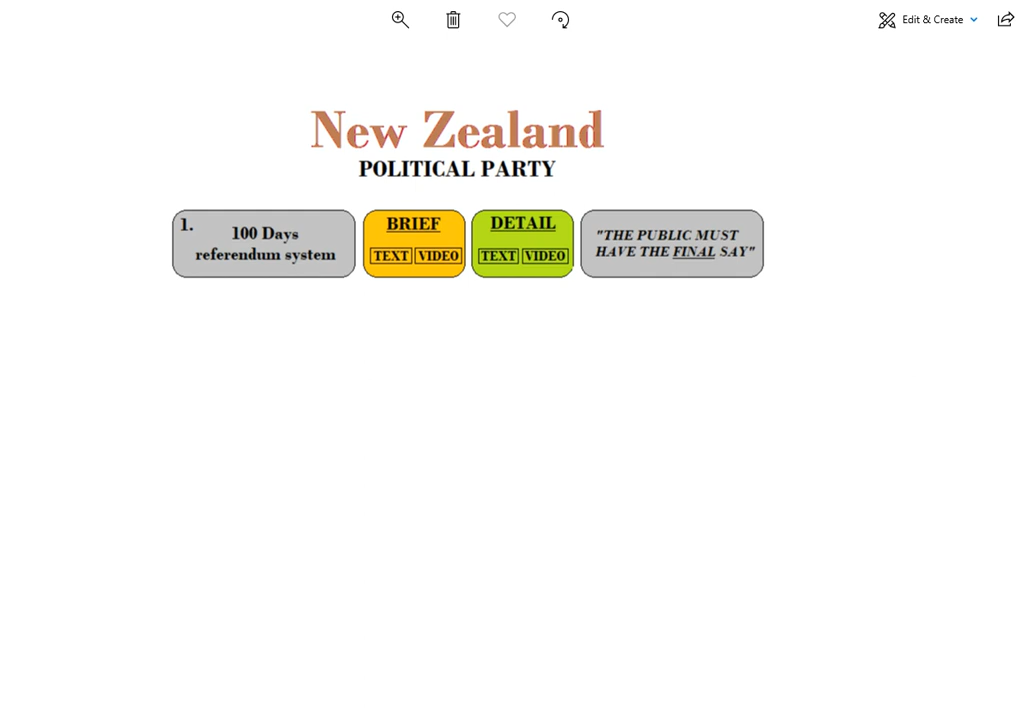 Edit & Create
New Zealand
POLITICAL PARTY
1.
100 Days
referendum system
BRIEF
TEXT VIDEO
DETAIL
TEXT VIDEO
"THE PUBLIC MUST
HAVE THE FINAL SAY"